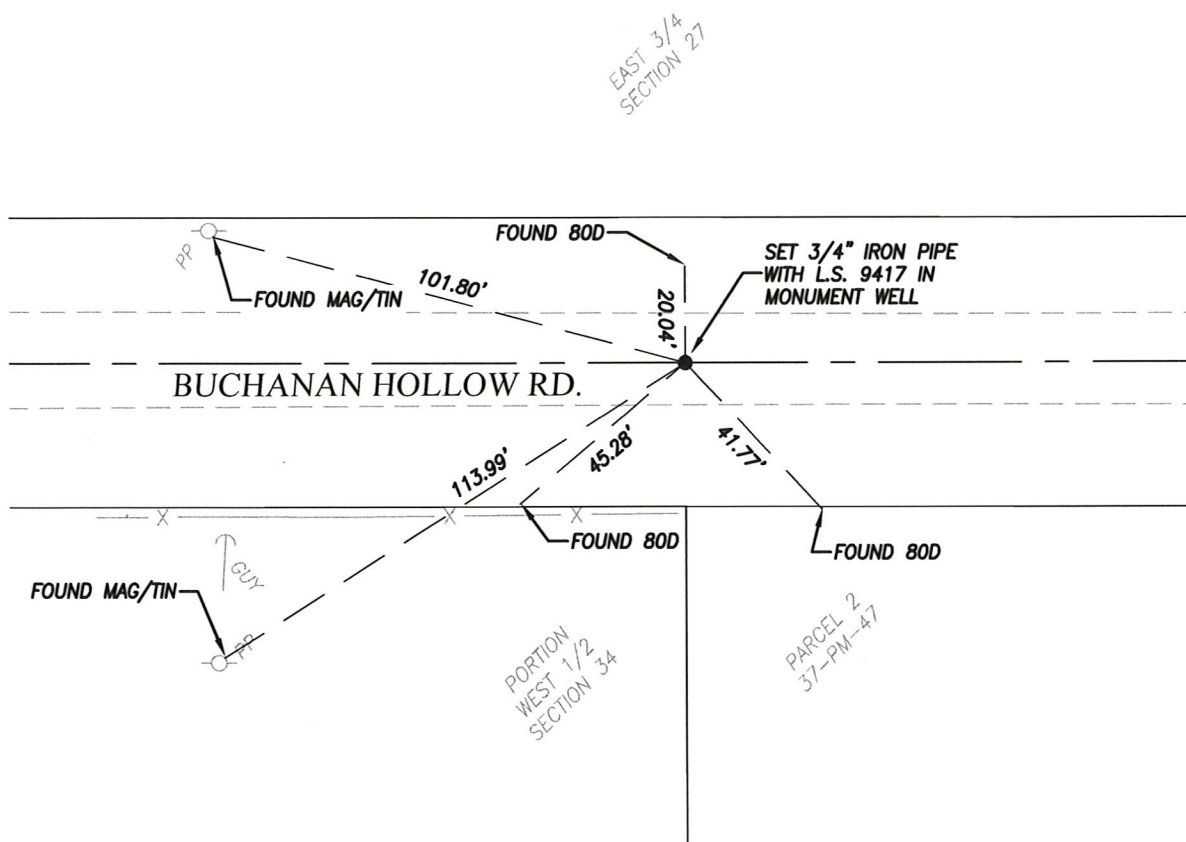 EAST 3/4
SECTION 27
FOUND 80D
SET 3/4" IRON PIPE
WITH L.S. 9417 IN
MONUMENT WELL
PP
FOUND MAG/TIN
101.80'
20.04'
BUCHANAN HOLLOW RD.
113.99'
45.28'
41.77'
X
X
X
FOUND 80D
FOUND 80D
GUY
FOUND MAG/TIN
PP
PORTION
WEST 1/2
SECTION 34
PARCEL 2
37-PM-47